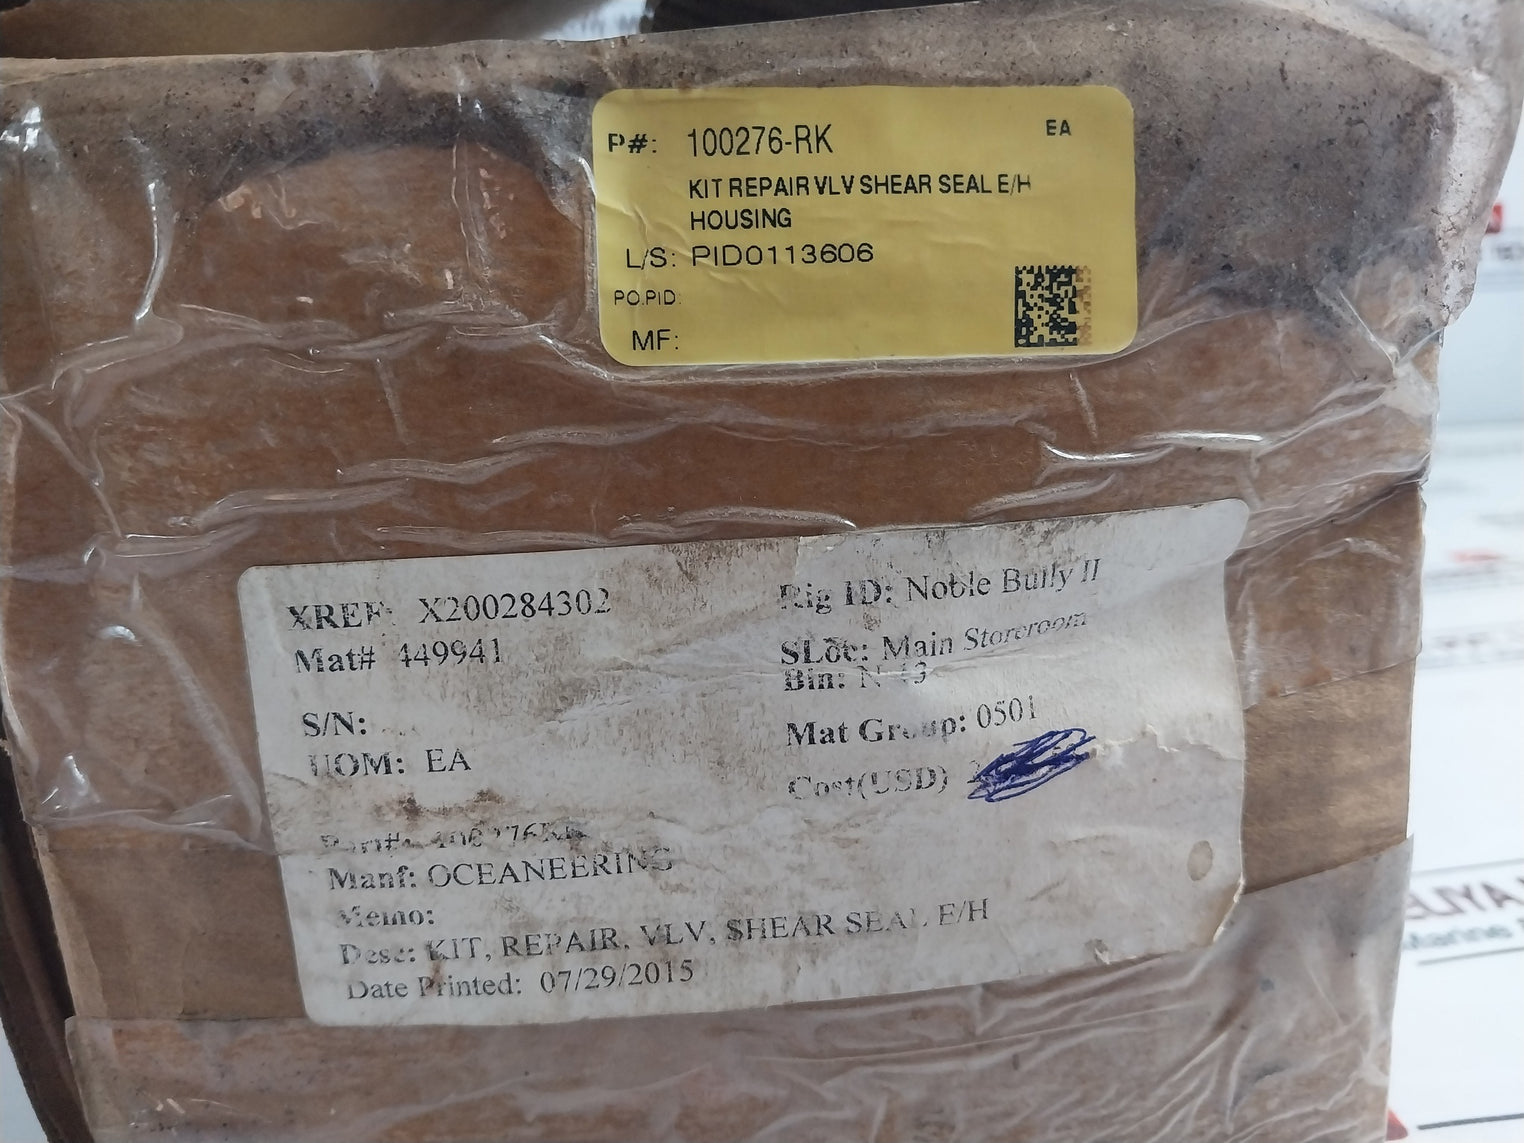 P#: 100276-RK EA
KIT REPAIR VLV SHEAR SEAL E/H
HOUSING
L/S: PID0113606
PO.PID:
MF:
XREF: X200284302
Mat# 449941
S/N:
UOM: EA
Part#:
Manf: OCEANEERING
Memo:
Desc: KIT, REPAIR, VLV, SHEAR SEAL E/H
Date Printed: 07/29/2015
Rig ID: Noble Bully II
SLoc: Main Storeroom
Bin:
Mat Group: 0501
Cost(USD)